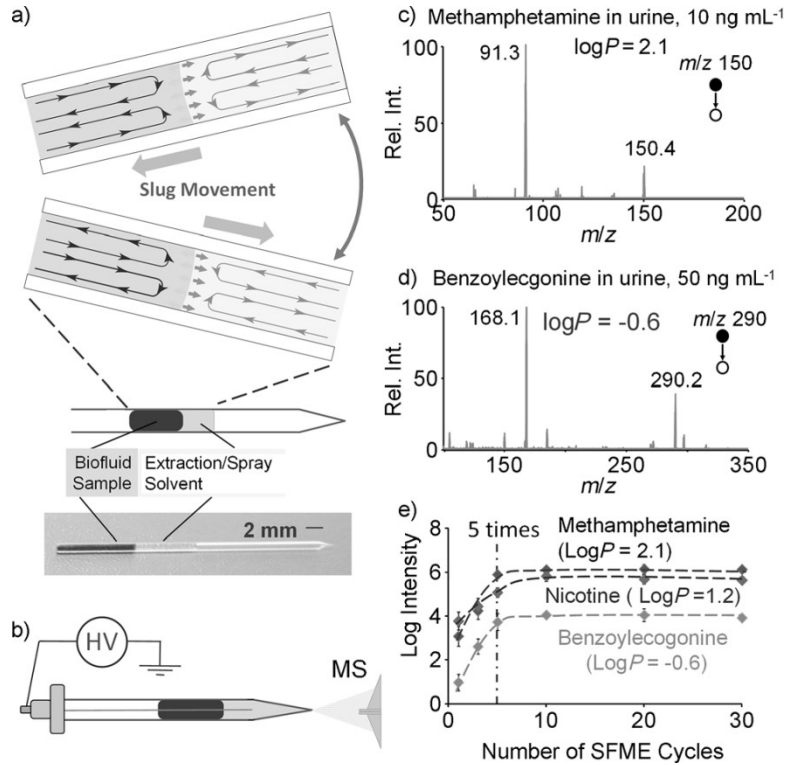 a)
Slug Movement
Biofluid Sample
Extraction/Spray Solvent
2 mm
b)
HV
MS
c) Methamphetamine in urine, 10 ng mL-1
Rel. Int.
100
50
0
91.3
logP = 2.1
m/z 150
150.4
50 100 150 200
m/z
d) Benzoylecgonine in urine, 50 ng mL-1
Rel. Int.
100
50
0
168.1
logP = -0.6
m/z 290
290.2
150 250 350
m/z
e)
Log Intensity
8
6
4
2
0
5 times
Methamphetamine
(LogP = 2.1)
Nicotine ( LogP=1.2)
Benzoylecogonine
(LogP = -0.6)
0 10 20 30
Number of SFME Cycles